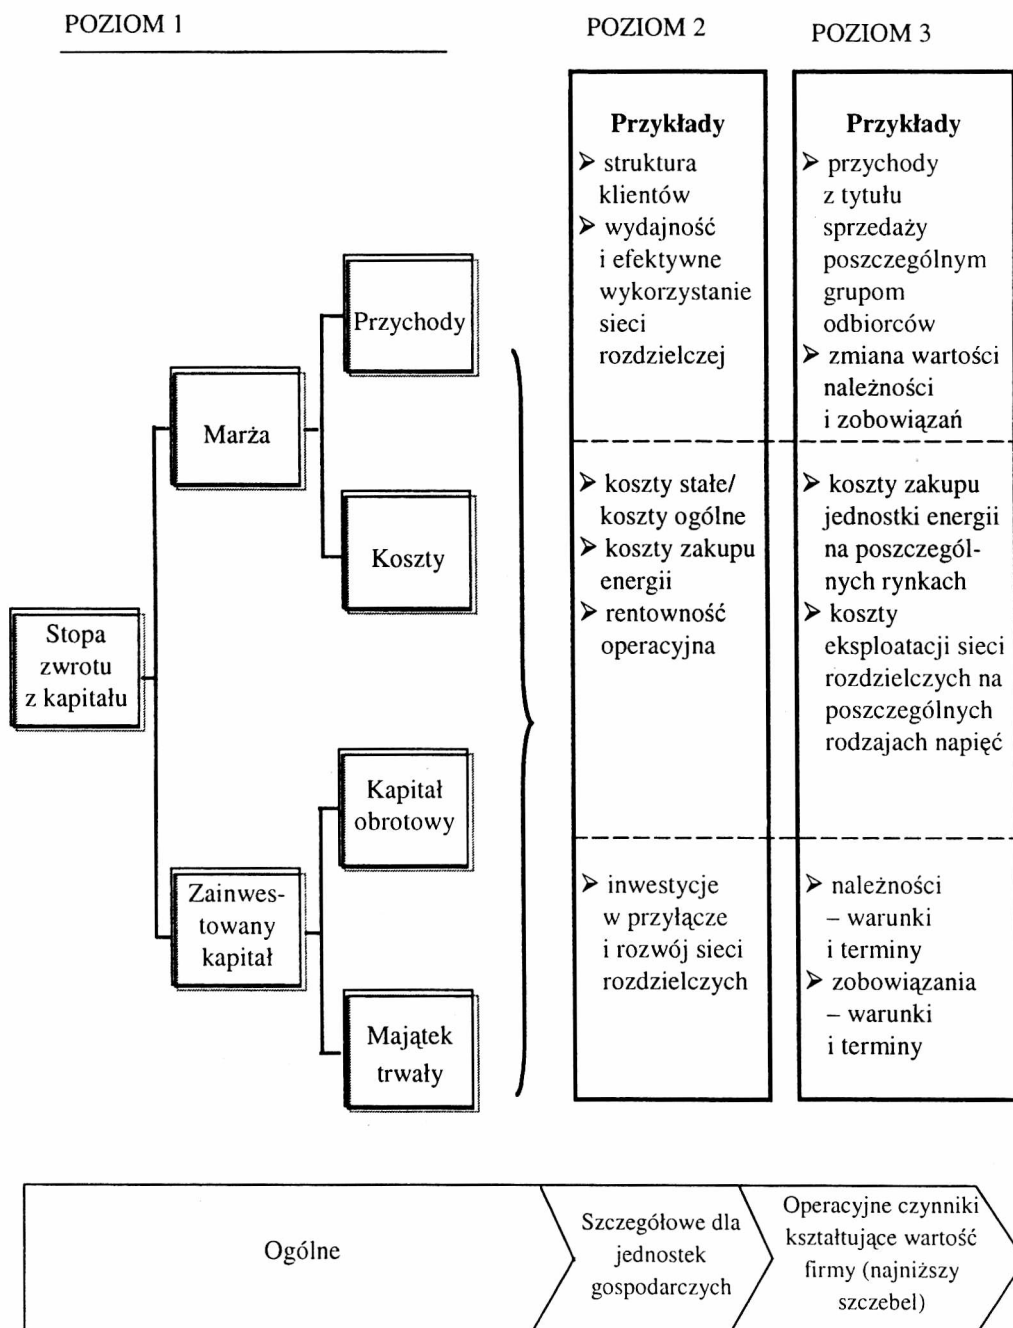 POZIOM 1
POZIOM 2
POZIOM 3
Stopa
zwrotu
z kapitału
Marża
Zainwes-
towany
kapitał
Przychody
Koszty
Kapitał
obrotowy
Majątek
trwały
Przykłady
➢ struktura
klientów
➢ wydajność
i efektywne
wykorzystanie
sieci
rozdzielczej
➢ koszty stałe/
koszty ogólne
➢ koszty zakupu
energii
➢ rentowność
operacyjna
➢ inwestycje
w przyłącze
i rozwój sieci
rozdzielczych
Przykłady
➢ przychody
z tytułu
sprzedaży
poszczególnym
grupom
odbiorców
➢ zmiana wartości
należności
i zobowiązań
➢ koszty zakupu
jednostki energii
na poszczegól-
nych rynkach
➢ koszty
eksploatacji sieci
rozdzielczych na
poszczególnych
rodzajach napięć
➢ należności
– warunki
i terminy
➢ zobowiązania
– warunki
i terminy
Ogólne
Szczegółowe dla
jednostek
gospodarczych
Operacyjne czynniki
kształtujące wartość
firmy (najniższy
szczebel)